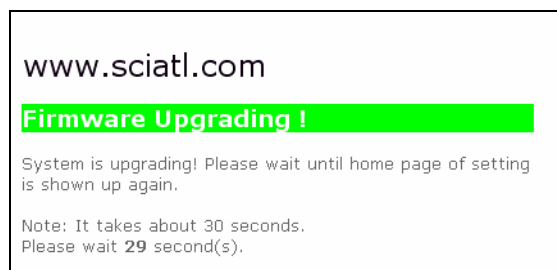 www.sciatl.com
Firmware Upgrading !
System is upgrading! Please wait until home page of setting
is shown up again.
Note: It takes about 30 seconds.
Please wait 29 second(s).